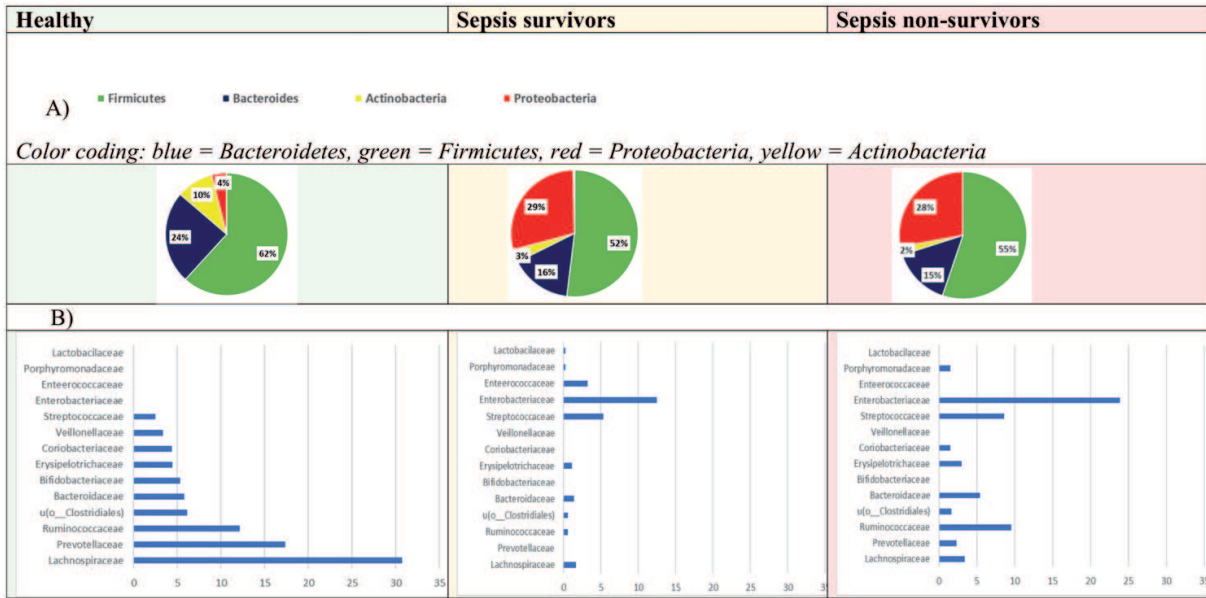 Healthy Sepsis survivors Sepsis non-survivors
A) Firmicutes Bacteroides Actinobacteria Proteobacteria
Color coding: blue = Bacteroidetes, green = Firmicutes, red = Proteobacteria, yellow = Actinobacteria
4%
10%
24%
62%
29%
52%
3%
16%
28%
55%
2%
15%
B)
Lactobacilaceae
Porphyromonadaceae
Enteerococcaceae
Enterobacteriaceae
Streptococcaceae
Veillonellaceae
Coriobacteriaceae
Erysipelotrichaceae
Bifidobacteriaceae
Bacteroidaceae
u(o__Clostridiales)
Ruminococcaceae
Prevotellaceae
Lachnospiraceae
0 5 10 15 20 25 30 35
Lactobacilaceae
Porphyromonadaceae
Enteerococcaceae
Enterobacteriaceae
Streptococcaceae
Veillonellaceae
Coriobacteriaceae
Erysipelotrichaceae
Bifidobacteriaceae
Bacteroidaceae
u(o__Clostridiales)
Ruminococcaceae
Prevotellaceae
Lachnospiraceae
0 5 10 15 20 25 30 35
Lactobacilaceae
Porphyromonadaceae
Enteerococcaceae
Enterobacteriaceae
Streptococcaceae
Veillonellaceae
Coriobacteriaceae
Erysipelotrichaceae
Bifidobacteriaceae
Bacteroidaceae
u(o__Clostridiales)
Ruminococcaceae
Prevotellaceae
Lachnospiraceae
0 5 10 15 20 25 30 35